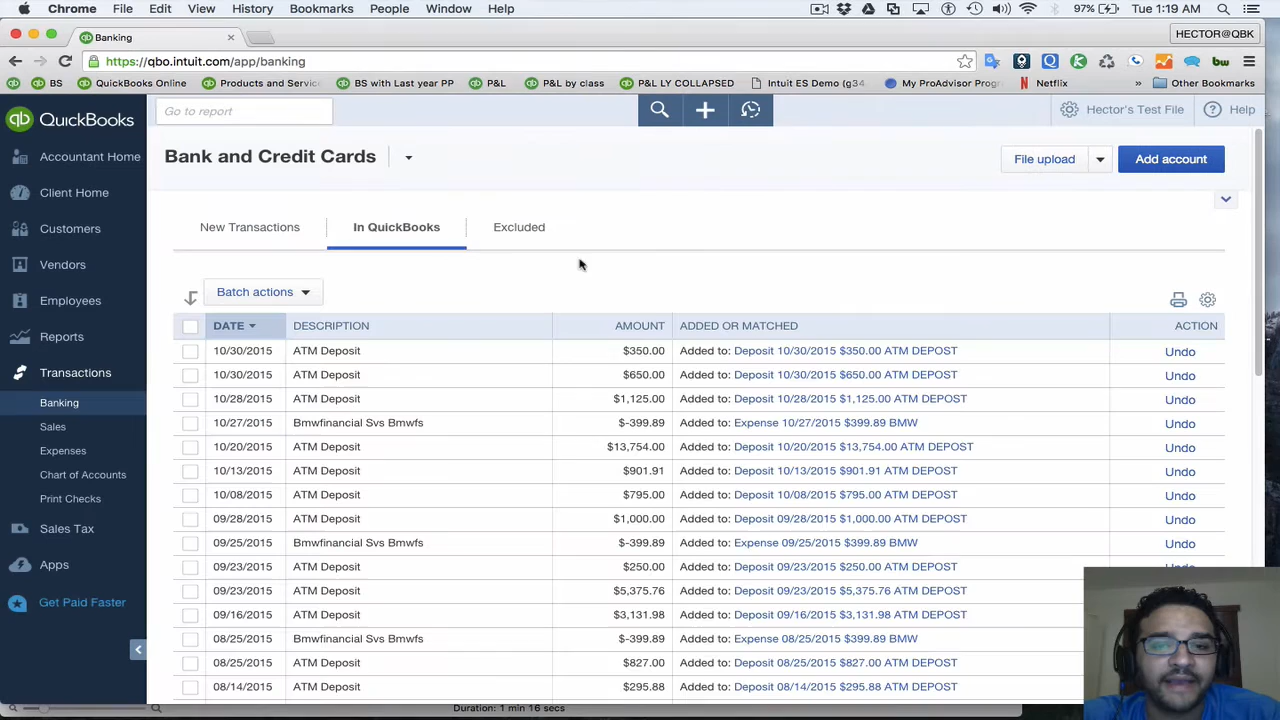 Chrome File Edit View History Bookmarks People Window Help 97% Tue 1:19 AM
Banking HECTOR@QBK
https://qbo.intuit.com/app/banking
BS QuickBooks Online Products and Servic BS with Last year PP P&L P&L by class P&L LY COLLAPSED Intuit ES Demo (g34 My ProAdvisor Progr Netflix » Other Bookmarks
QuickBooks Go to report Hector's Test File Help
Accountant Home
Client Home
Customers
Vendors
Employees
Reports
Transactions
Banking
Sales
Expenses
Chart of Accounts
Print Checks
Sales Tax
Apps
Get Paid Faster
Bank and Credit Cards File upload Add account
New Transactions In QuickBooks Excluded
Batch actions
DATE DESCRIPTION AMOUNT ADDED OR MATCHED ACTION
10/30/2015 ATM Deposit $350.00 Added to: Deposit 10/30/2015 $350.00 ATM DEPOST Undo
10/30/2015 ATM Deposit $650.00 Added to: Deposit 10/30/2015 $650.00 ATM DEPOST Undo
10/28/2015 ATM Deposit $1,125.00 Added to: Deposit 10/28/2015 $1,125.00 ATM DEPOST Undo
10/27/2015 Bmwfinancial Svs Bmwfs $-399.89 Added to: Expense 10/27/2015 $399.89 BMW Undo
10/20/2015 ATM Deposit $13,754.00 Added to: Deposit 10/20/2015 $13,754.00 ATM DEPOST Undo
10/13/2015 ATM Deposit $901.91 Added to: Deposit 10/13/2015 $901.91 ATM DEPOST Undo
10/08/2015 ATM Deposit $795.00 Added to: Deposit 10/08/2015 $795.00 ATM DEPOST Undo
09/28/2015 ATM Deposit $1,000.00 Added to: Deposit 09/28/2015 $1,000.00 ATM DEPOST Undo
09/25/2015 Bmwfinancial Svs Bmwfs $-399.89 Added to: Expense 09/25/2015 $399.89 BMW Undo
09/23/2015 ATM Deposit $250.00 Added to: Deposit 09/23/2015 $250.00 ATM DEPOST Undo
09/23/2015 ATM Deposit $5,375.76 Added to: Deposit 09/23/2015 $5,375.76 ATM DEPOST
09/16/2015 ATM Deposit $3,131.98 Added to: Deposit 09/16/2015 $3,131.98 ATM DEPOST
08/25/2015 Bmwfinancial Svs Bmwfs $-399.89 Added to: Expense 08/25/2015 $399.89 BMW
08/25/2015 ATM Deposit $827.00 Added to: Deposit 08/25/2015 $827.00 ATM DEPOST
08/14/2015 ATM Deposit $295.88 Added to: Deposit 08/14/2015 $295.88 ATM DEPOST
Duration: 1 min 16 secs